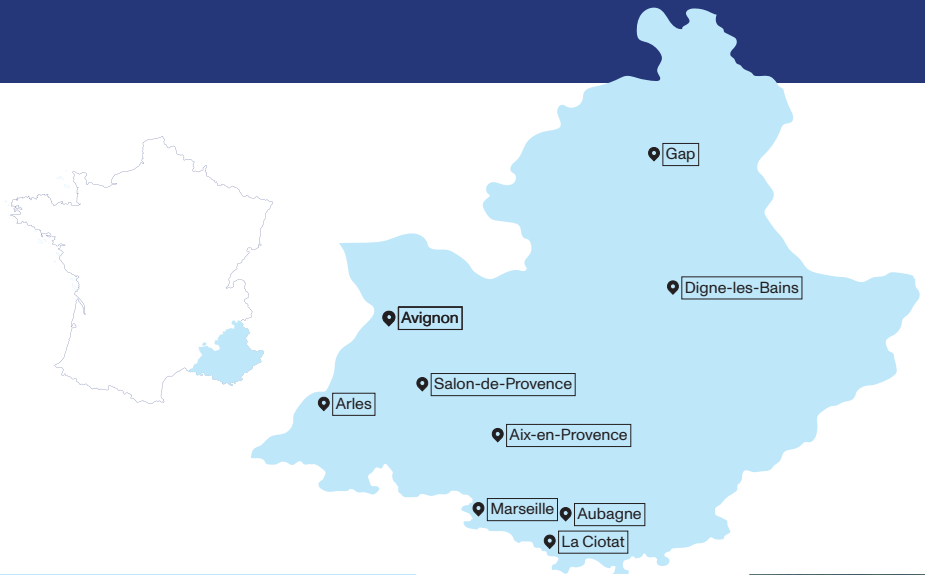 Gap
Digne-les-Bains
Avignon
Salon-de-Provence
Arles
Aix-en-Provence
Marseille
Aubagne
La Ciotat